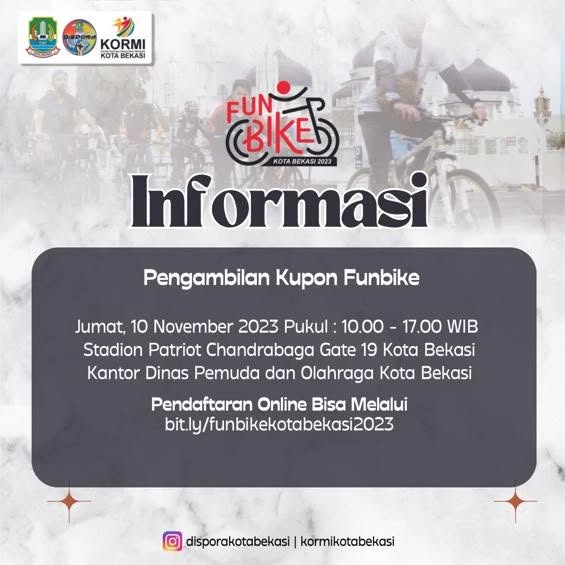 DISPORA
KORMI
KOTA BEKASI
FUN
BIKE
KOTA BEKASI 2023
Informasi
Pengambilan Kupon Funbike
Jumat, 10 November 2023 Pukul : 10.00 - 17.00 WIB
Stadion Patriot Chandrabaga Gate 19 Kota Bekasi
Kantor Dinas Pemuda dan Olahraga Kota Bekasi
Pendaftaran Online Bisa Melalui
bit.ly/funbikekotabekasi2023
disporakotabekasi | kormikotabekasi